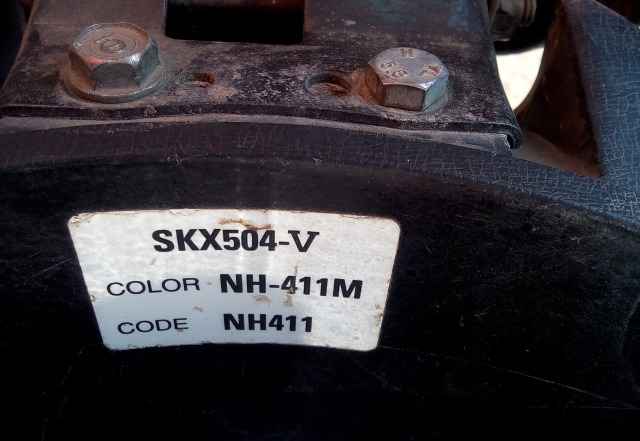 SKX504-V
COLOR NH-411M
CODE NH411